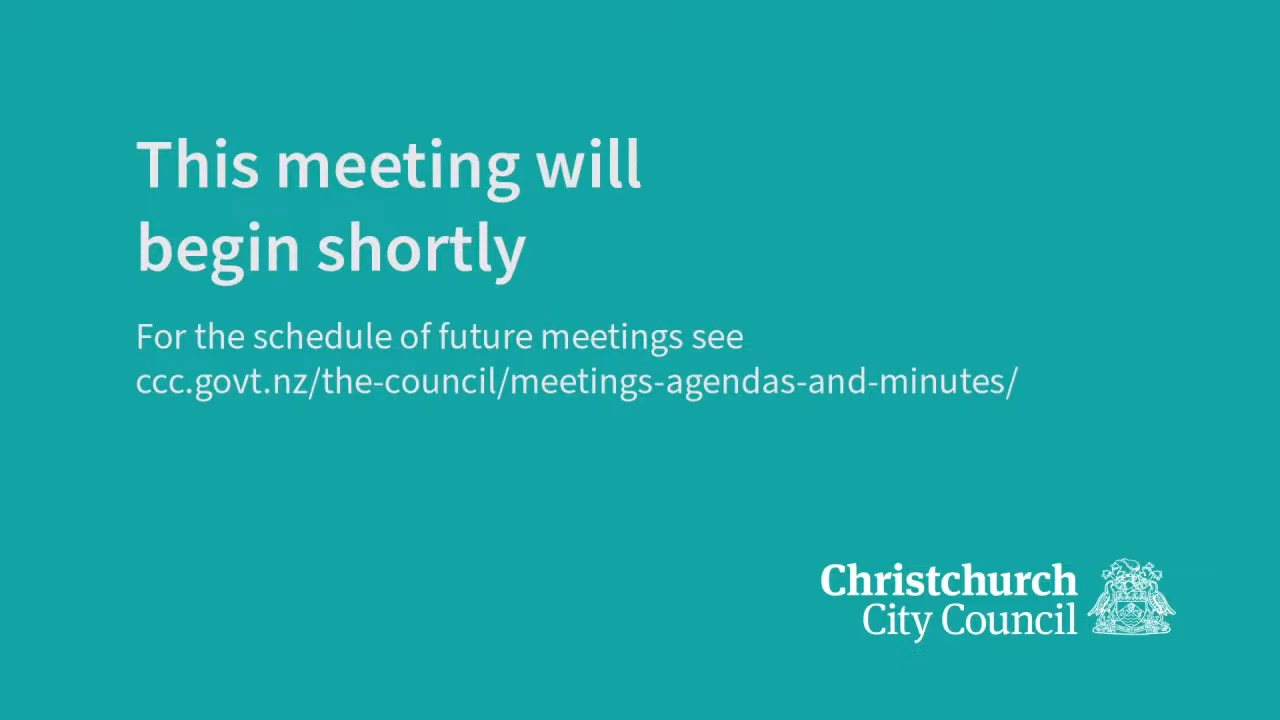 This meeting will
begin shortly
For the schedule of future meetings see
ccc.govt.nz/the-council/meetings-agendas-and-minutes/
Christchurch
City Council